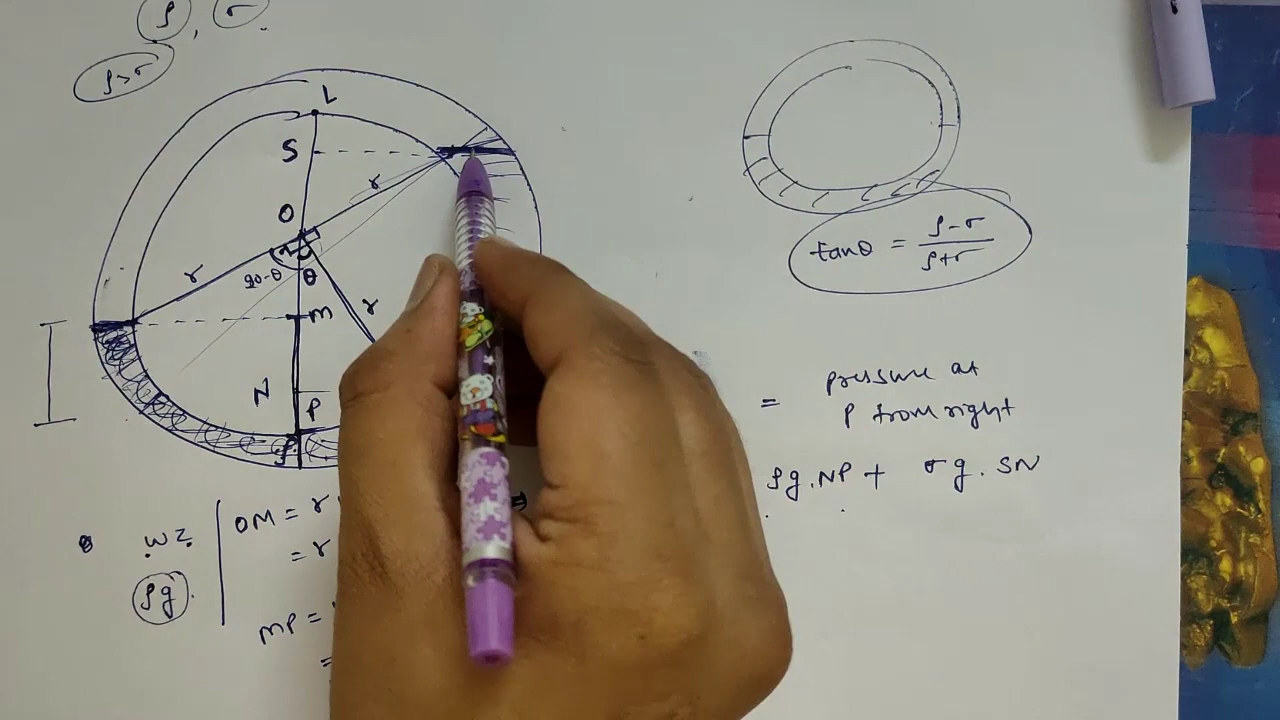 ρ, σ.
ρ>σ
L
S
r
O
r
90-θ
θ
r
M
N
P
ρ
tanθ = ρ-σ
ρ+σ
= pressure at
P from right
ρg.NP + σg.SN
OM = r
= r
ρg.
MP =
=